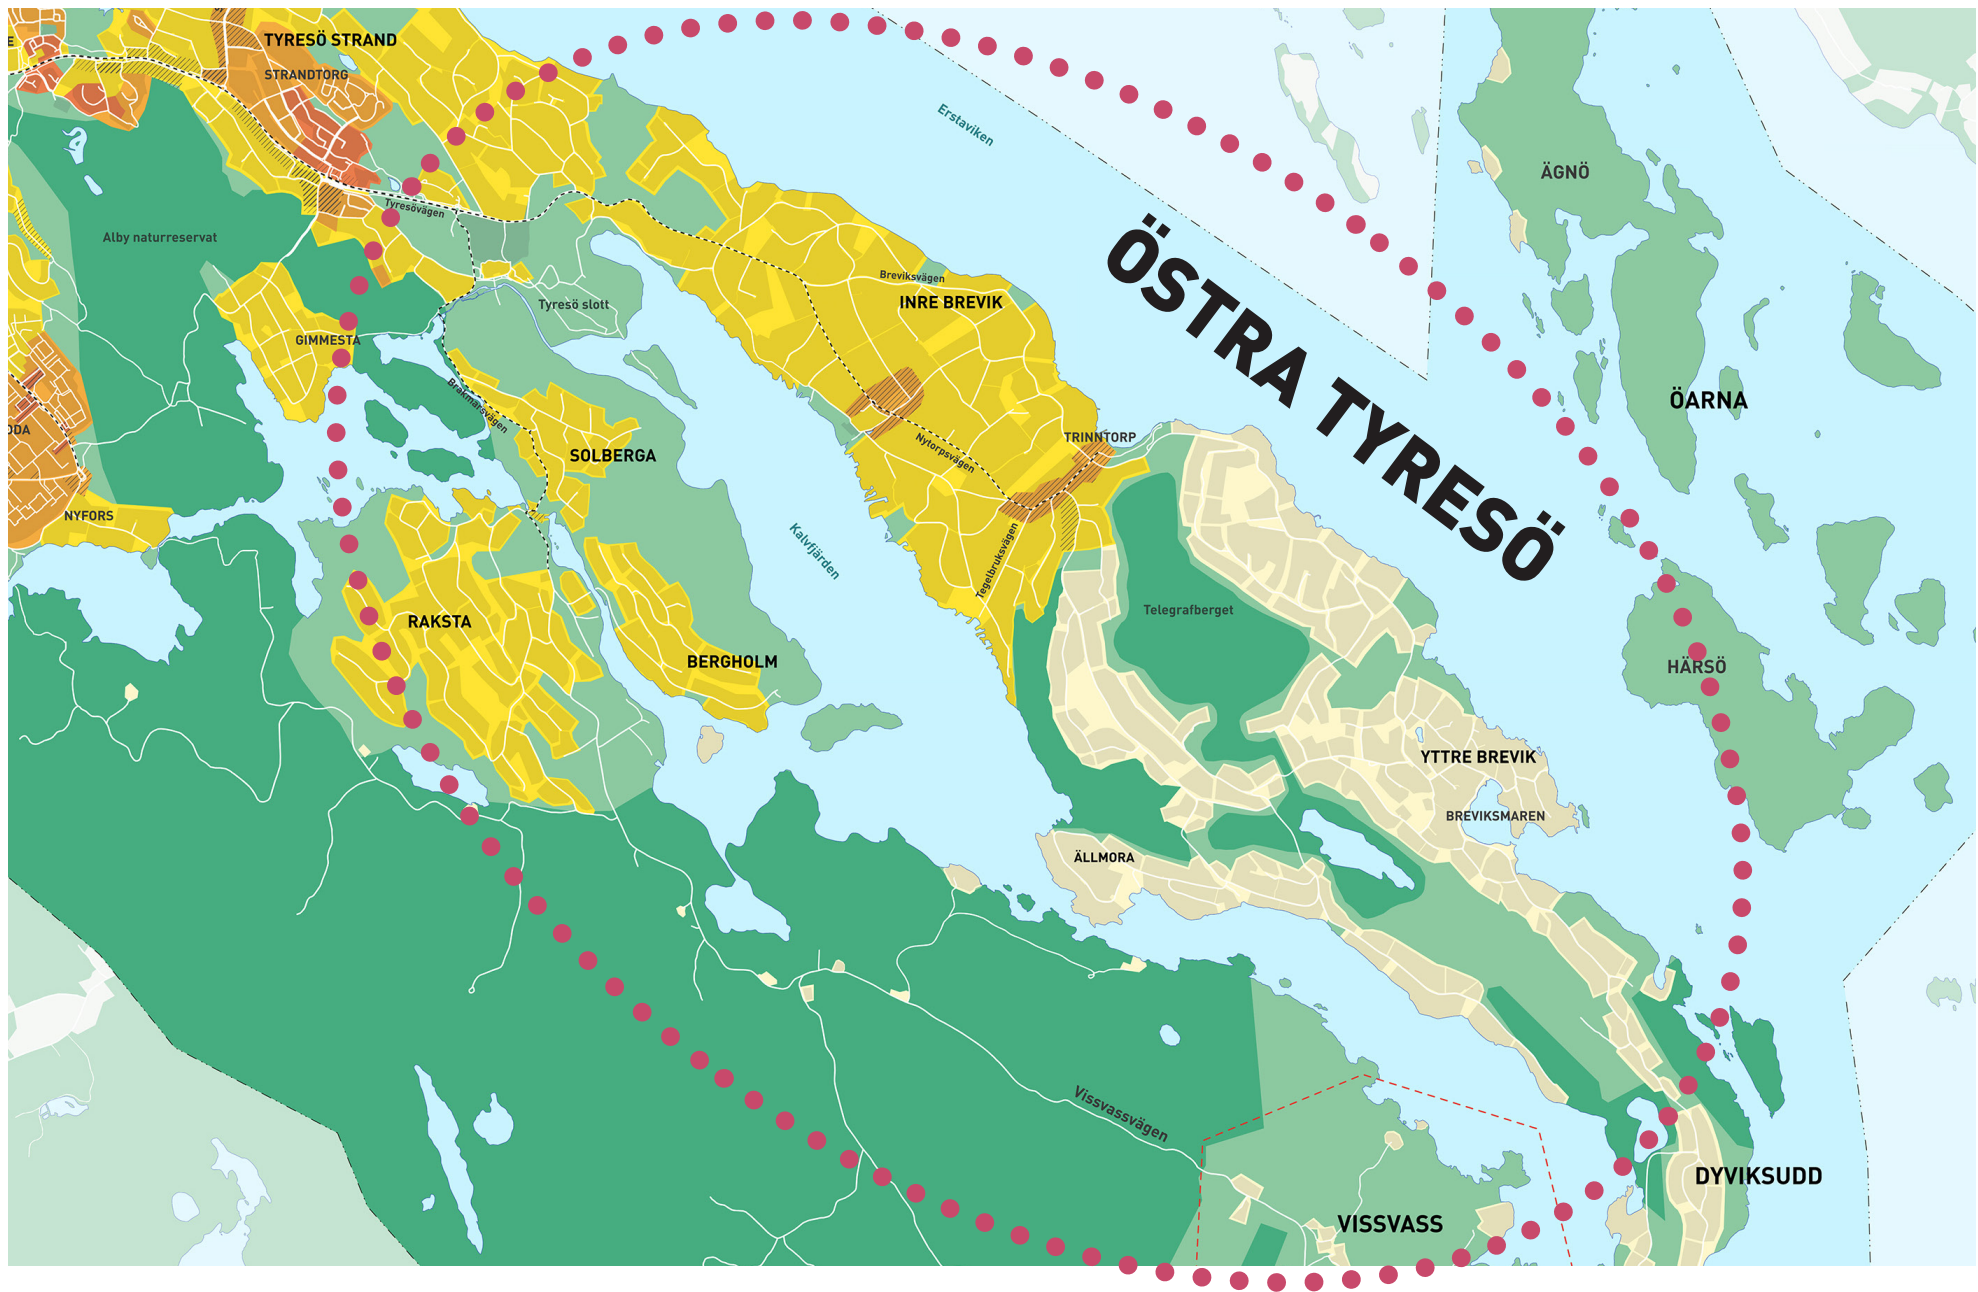 E
TYRESÖ STRAND
STRANDTORG
Erstaviken
ÄGNÖ
Tyresövägen
Alby naturreservat
ÖSTRA TYRESÖ
Breviksvägen
INRE BREVIK
Tyresö slott
GIMMESTA
Brakmarsvägen
ÖARNA
ODA
TRINNTORP
Nytorpsvägen
SOLBERGA
NYFORS
Kalvfjärden
Tegelbruksvägen
Telegrafberget
RAKSTA
BERGHOLM
HÄRSÖ
YTTRE BREVIK
BREVIKSMAREN
ÄLLMORA
Vissvassvägen
DYVIKSUDD
VISSVASS